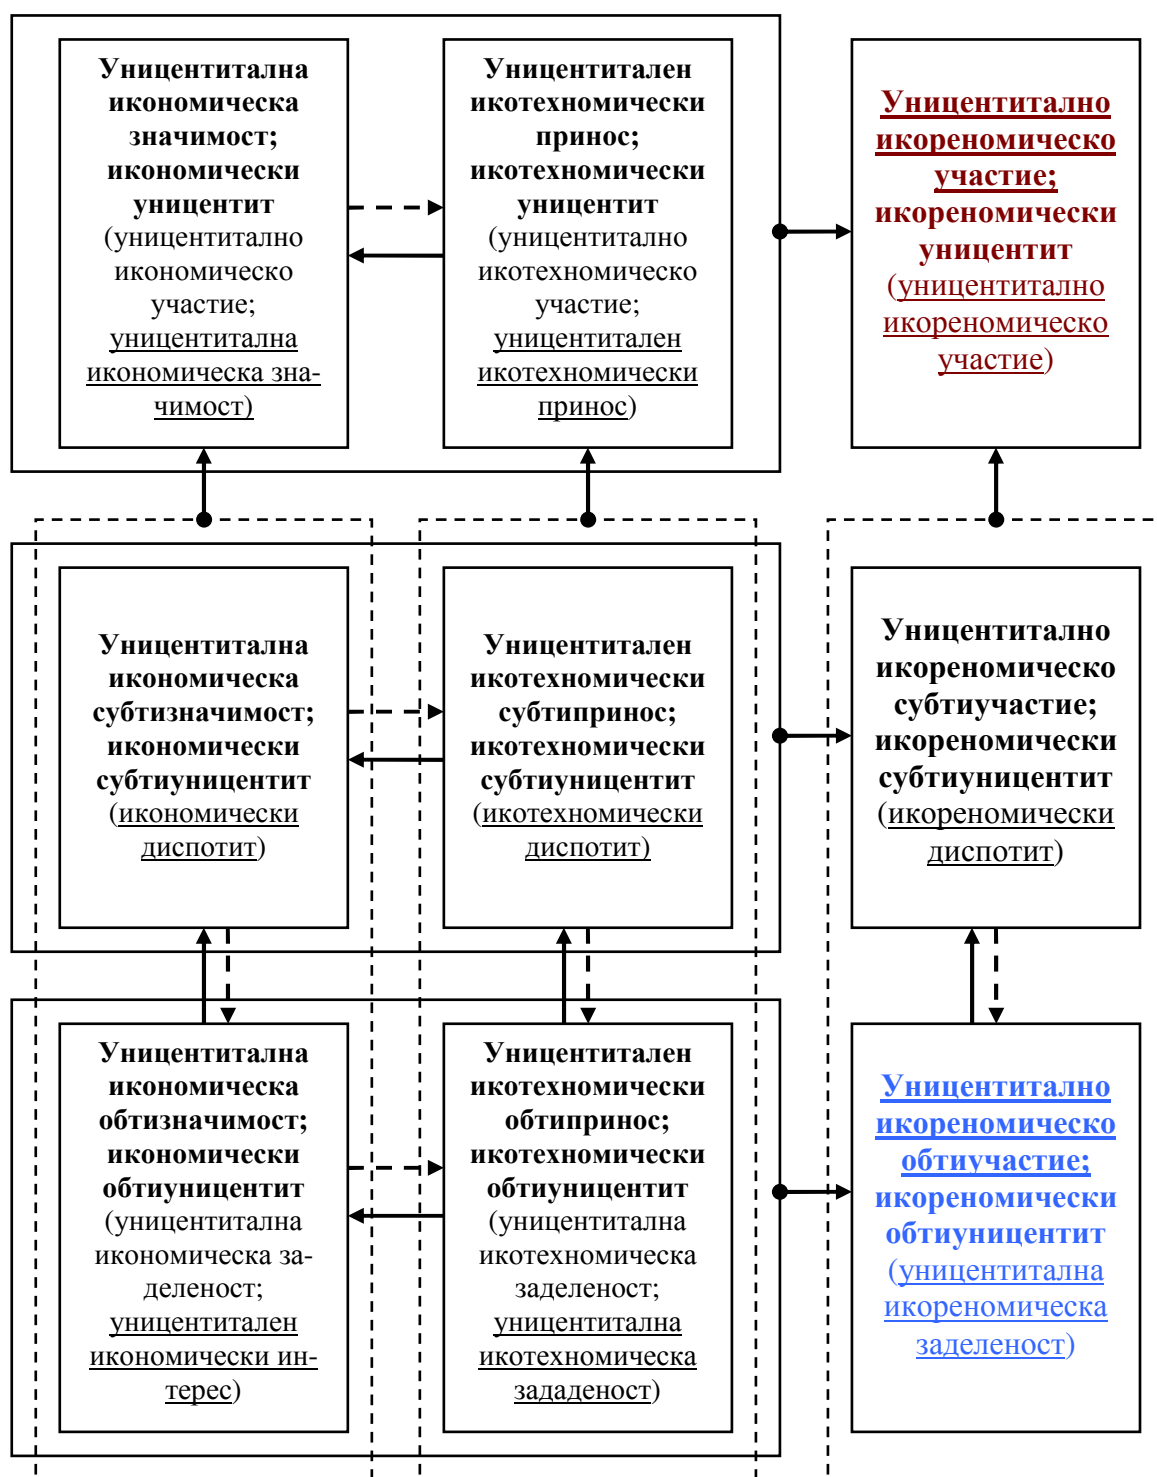 Уницентитална
икономическа
значимост;
икономически
уницентит
(уницентитално
икономическо
участие;
уницентитална
икономическа зна-
чимост)
Уницентитален
икотехномически
принос;
икотехномически
уницентит
(уницентитално
икотехномическо
участие;
уницентитален
икотехномически
принос)
Уницентитално
икореномическо
участие;
икореномически
уницентит
(уницентитално
икореномическо
участие)
Уницентитална
икономическа
субтизначимост;
икономически
субтиуницентит
(икономически
диспотит)
Уницентитален
икотехномически
субтипринос;
икотехномически
субтиуницентит
(икотехномически
диспотит)
Уницентитално
икореномическо
субтиучастие;
икореномически
субтиуницентит
(икореномически
диспотит)
Уницентитална
икономическа
обтизначимост;
икономически
обтиуницентит
(уницентитална
икономическа за-
деленост;
уницентитален
икономически ин-
терес)
Уницентитален
икотехномически
обтипринос;
икотехномически
обтиуницентит
(уницентитална
икотехномическа
заделеност;
уницентитална
икотехномическа
зададеност)
Уницентитално
икореномическо
обтиучастие;
икореномически
обтиуницентит
(уницентитална
икореномическа
заделеност)